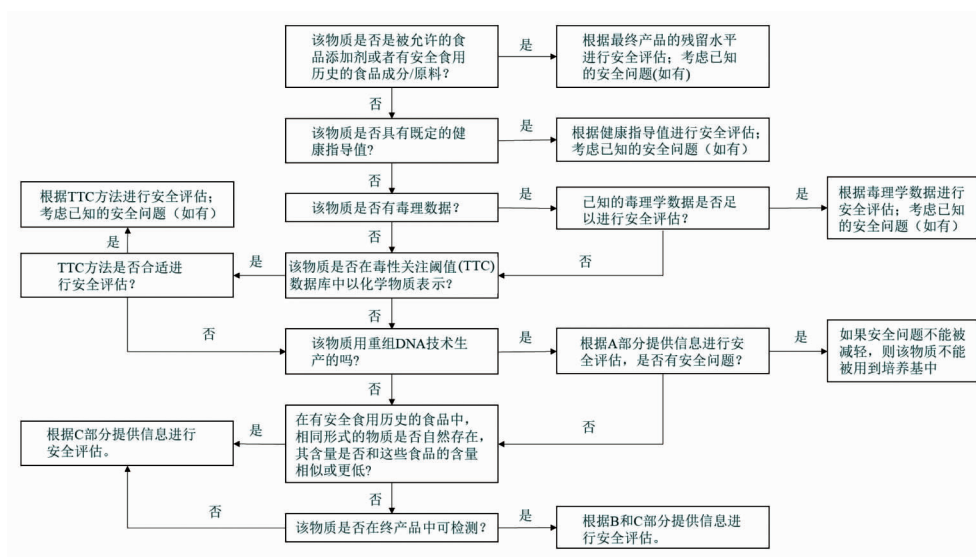 该物质是否是被允许的食
品添加剂或者有安全食用
历史的食品成分/原料？
是
根据最终产品的残留水平
进行安全评估；考虑已知
的安全问题(如有)
否
该物质是否具有既定的健
康指导值?
是
根据健康指导值进行安全评估；
考虑已知的安全问题（如有）
否
根据TTC方法进行安全评估；
考虑已知的安全问题（如有）
该物质是否有毒理数据？
是
已知的毒理学数据是否足
以进行安全评估？
是
根据毒理学数据进行
安全评估；考虑已知
的安全问题（如有）
是
否
否
TTC方法是否合适进
行安全评估？
是
该物质是否在毒性关注阈值(TTC)
数据库中以化学物质表示？
否
否
该物质用重组DNA技术生
产的吗？
是
根据A部分提供信息进行安
全评估，是否有安全问题？
是
如果安全问题不能被
减轻，则该物质不能
被用到培养基中
否
否
根据C部分提供信息进行
安全评估。
是
在有安全食用历史的食品中，
相同形式的物质是否自然存在，
其含量是否和这些食品的含量
相似或更低?
否
否
该物质是否在终产品中可检测？
是
根据B和C部分提供信息进
行安全评估。